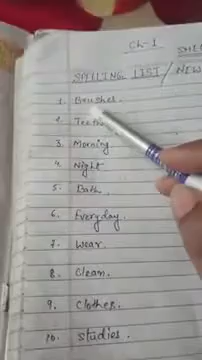 Ch-1
SPELLING LIST / NEW
1. Brushes.
2. Teeth
3. Morning
4. Night
5. Bath.
6. Everyday.
7. Wear.
8. Clean.
9. Clothes.
10. Studies.